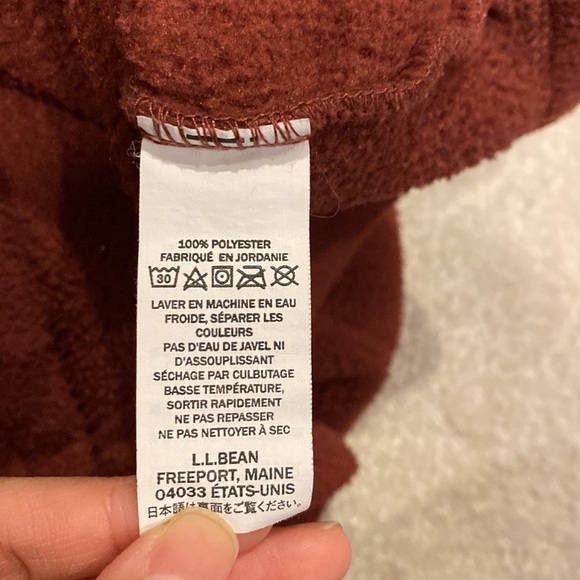 100% POLYESTER
FABRIQUÉ EN JORDANIE
30
LAVER EN MACHINE EN EAU
FROIDE, SÉPARER LES
COULEURS
PAS D'EAU DE JAVEL NI
D'ASSOUPLISSANT
SÉCHAGE PAR CULBUTAGE
BASSE TEMPÉRATURE,
SORTIR RAPIDEMENT
NE PAS REPASSER
NE PAS NETTOYER À SEC
L.L.BEAN
FREEPORT, MAINE
04033 ÉTATS-UNIS
日本語は裏面をご覧ください。